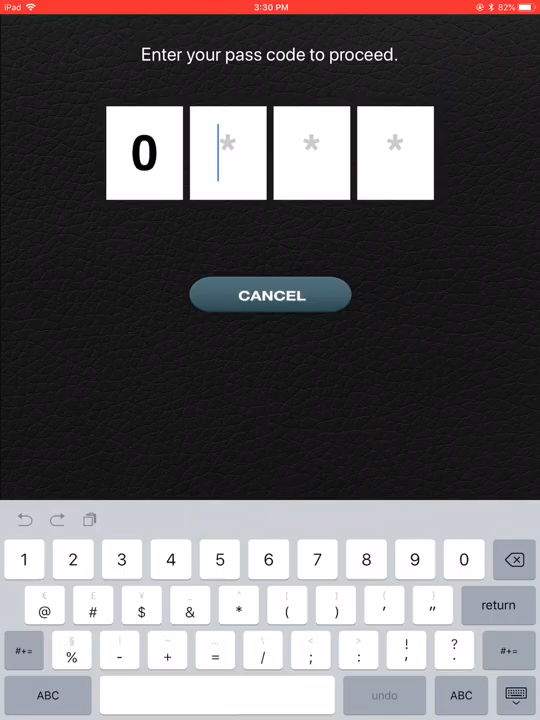 iPad 3:30 PM 82%
Enter your pass code to proceed.
0 * * *
CANCEL
1 2 3 4 5 6 7 8 9 0
€ £ ¥ _ ^ [ ] { }
@ # $ & * ( ) ' " return
§ | ~ … \ < > ! ?
#+= % - + = / ; : , . #+=
ABC undo ABC